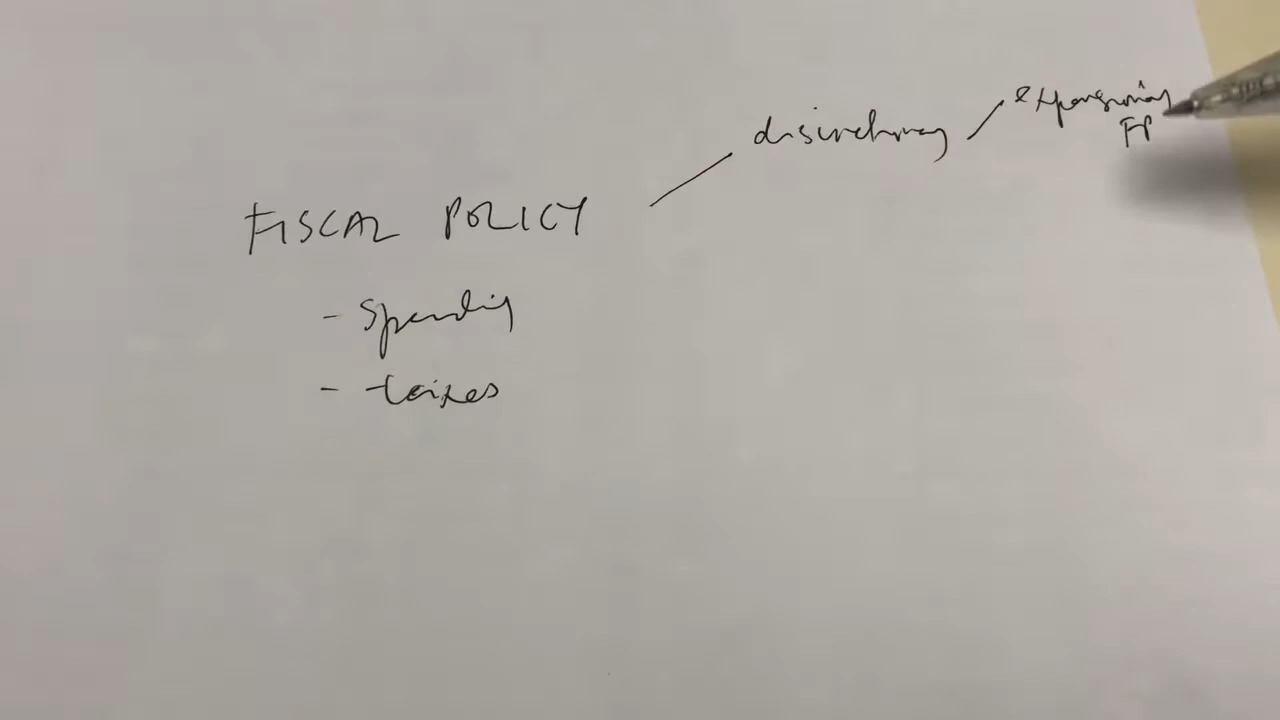 FISCAL POLICY
- spending
- taxes
discretionary
expansionary
FP